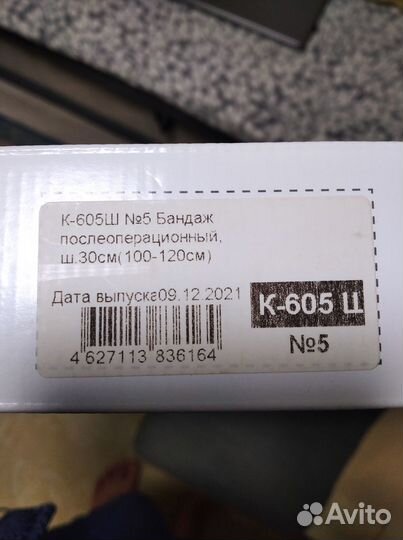 К-605Ш №5 Бандаж
послеоперационный,
ш.30см(100-120см)
Дата выпуска09.12.2021
К-605 Ш
№5
4 627113 836164
Avito